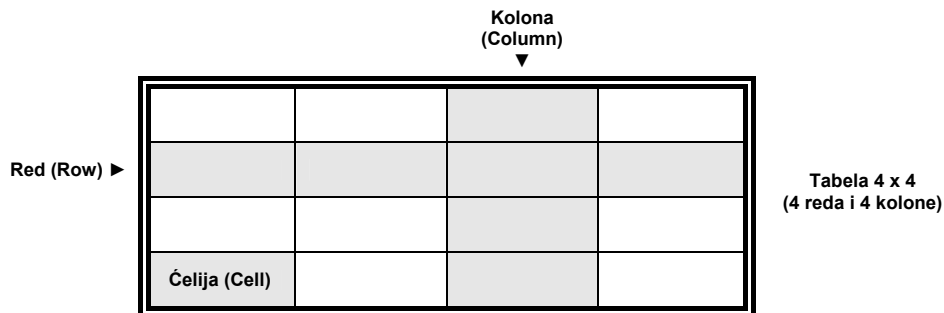 Kolona
(Column)
▼
Red (Row) ►
Tabela 4 x 4
(4 reda i 4 kolone)
Ćelija (Cell)